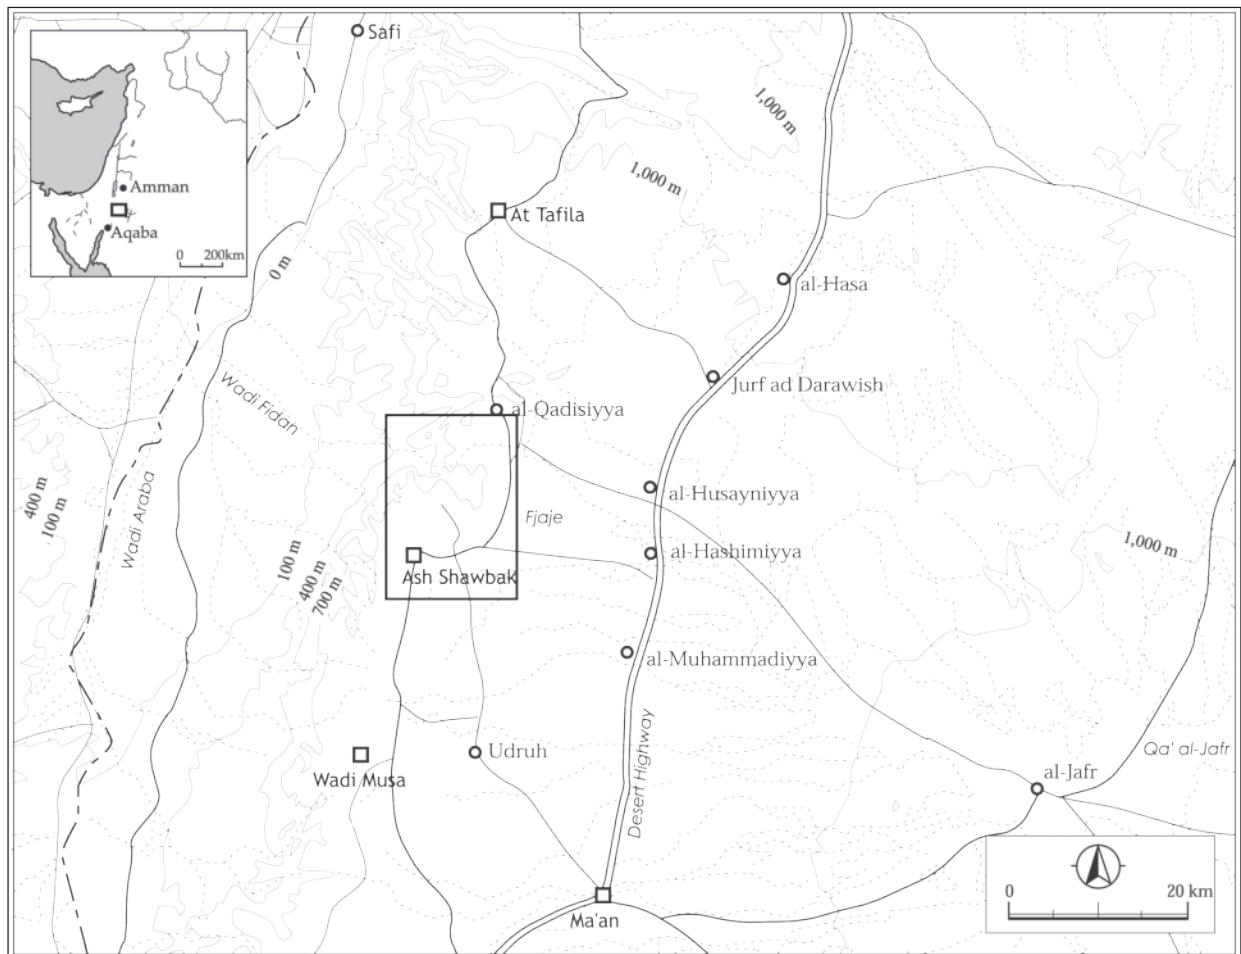 Safi
1,000 m
Amman
1,000 m
At Tafila
Aqaba
0 200km
0 m
al-Hasa
Jurf ad Darawish
Wadi Fidan
al-Qadisiyya
400 m
100 m
Wadi Araba
al-Husayniyya
Fjaje
al-Hashimiyya
1,000 m
100 m
400 m
700 m
Ash Shawbak
al-Muhammadiyya
Udruh
Qa' al-Jafr
Wadi Musa
Desert Highway
al-Jafr
0 20 km
Ma'an